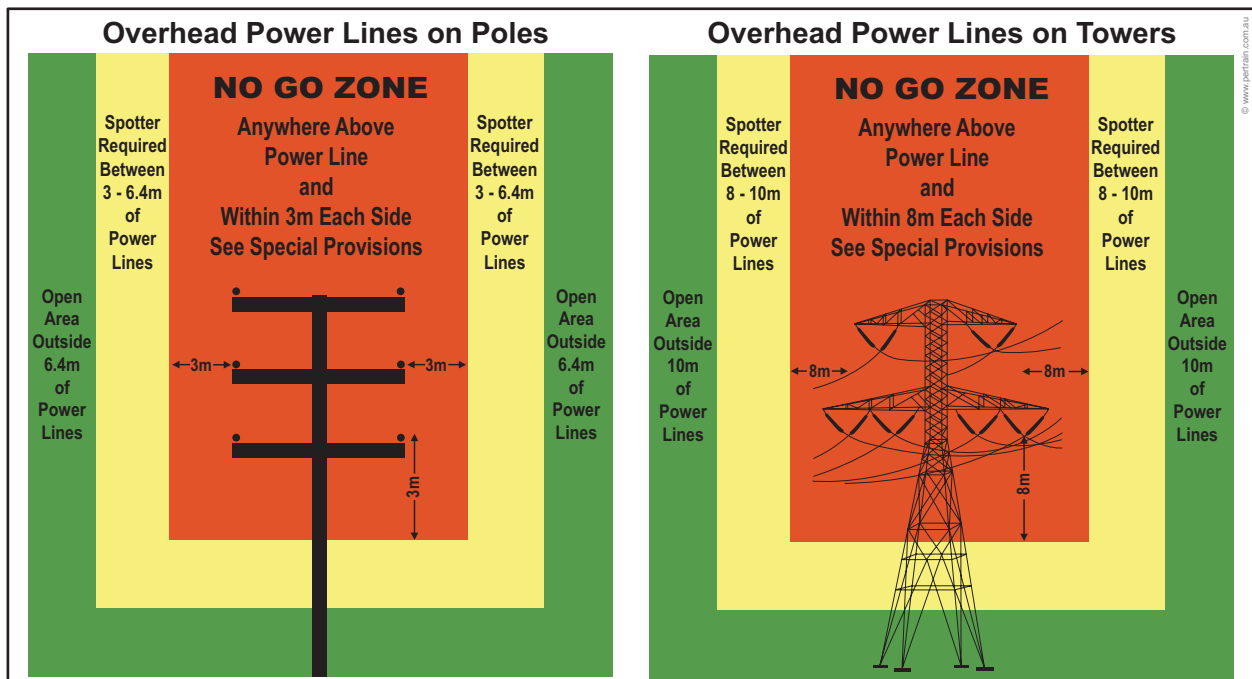 Overhead Power Lines on Poles
NO GO ZONE
Anywhere Above
Power Line
and
Within 3m Each Side
See Special Provisions
Spotter
Required
Between
3 - 6.4m
of
Power
Lines
Spotter
Required
Between
3 - 6.4m
of
Power
Lines
Open
Area
Outside
6.4m
of
Power
Lines
Open
Area
Outside
6.4m
of
Power
Lines
3m
3m
3m
Overhead Power Lines on Towers
NO GO ZONE
Anywhere Above
Power Line
and
Within 8m Each Side
See Special Provisions
Spotter
Required
Between
8 - 10m
of
Power
Lines
Spotter
Required
Between
8 - 10m
of
Power
Lines
Open
Area
Outside
10m
of
Power
Lines
Open
Area
Outside
10m
of
Power
Lines
8m
8m
8m
© www.pertrain.com.au